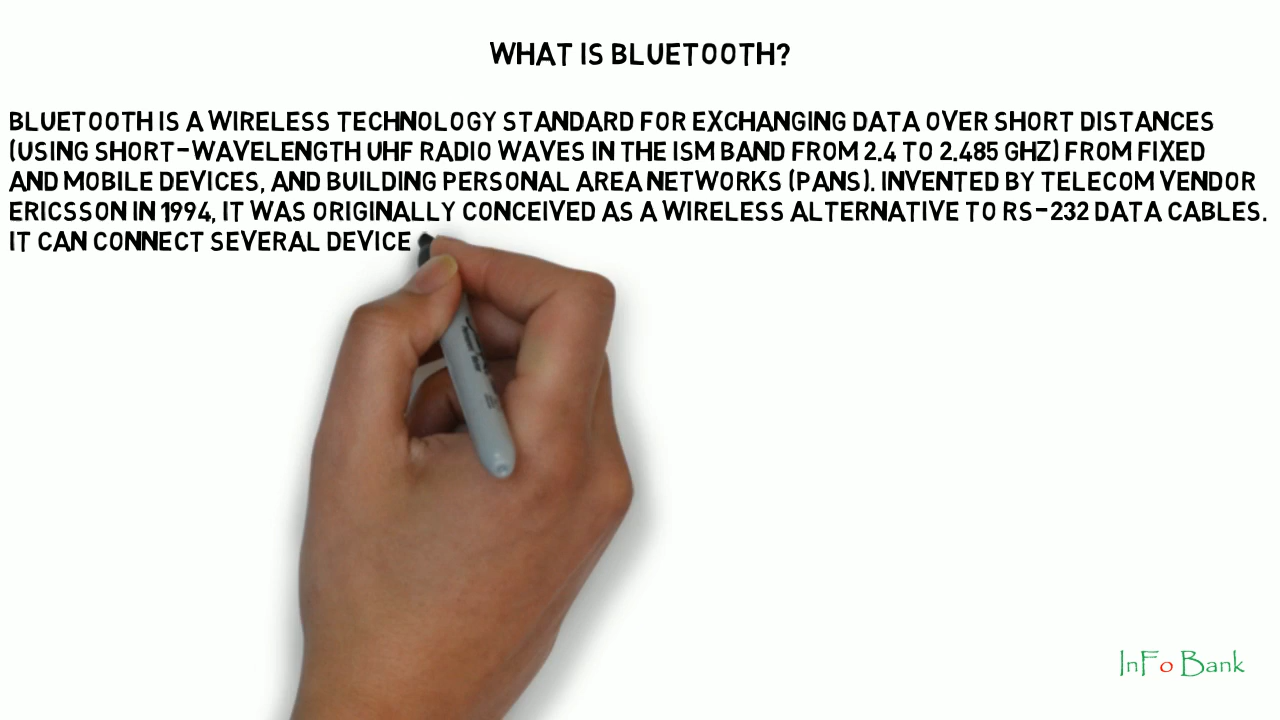 WHAT IS BLUETOOTH?
BLUETOOTH IS A WIRELESS TECHNOLOGY STANDARD FOR EXCHANGING DATA OVER SHORT DISTANCES
(USING SHORT-WAVELENGTH UHF RADIO WAVES IN THE ISM BAND FROM 2.4 TO 2.485 GHZ) FROM FIXED
AND MOBILE DEVICES, AND BUILDING PERSONAL AREA NETWORKS (PANS). INVENTED BY TELECOM VENDOR
ERICSSON IN 1994, IT WAS ORIGINALLY CONCEIVED AS A WIRELESS ALTERNATIVE TO RS-232 DATA CABLES.
IT CAN CONNECT SEVERAL DEVICE
InFo Bank